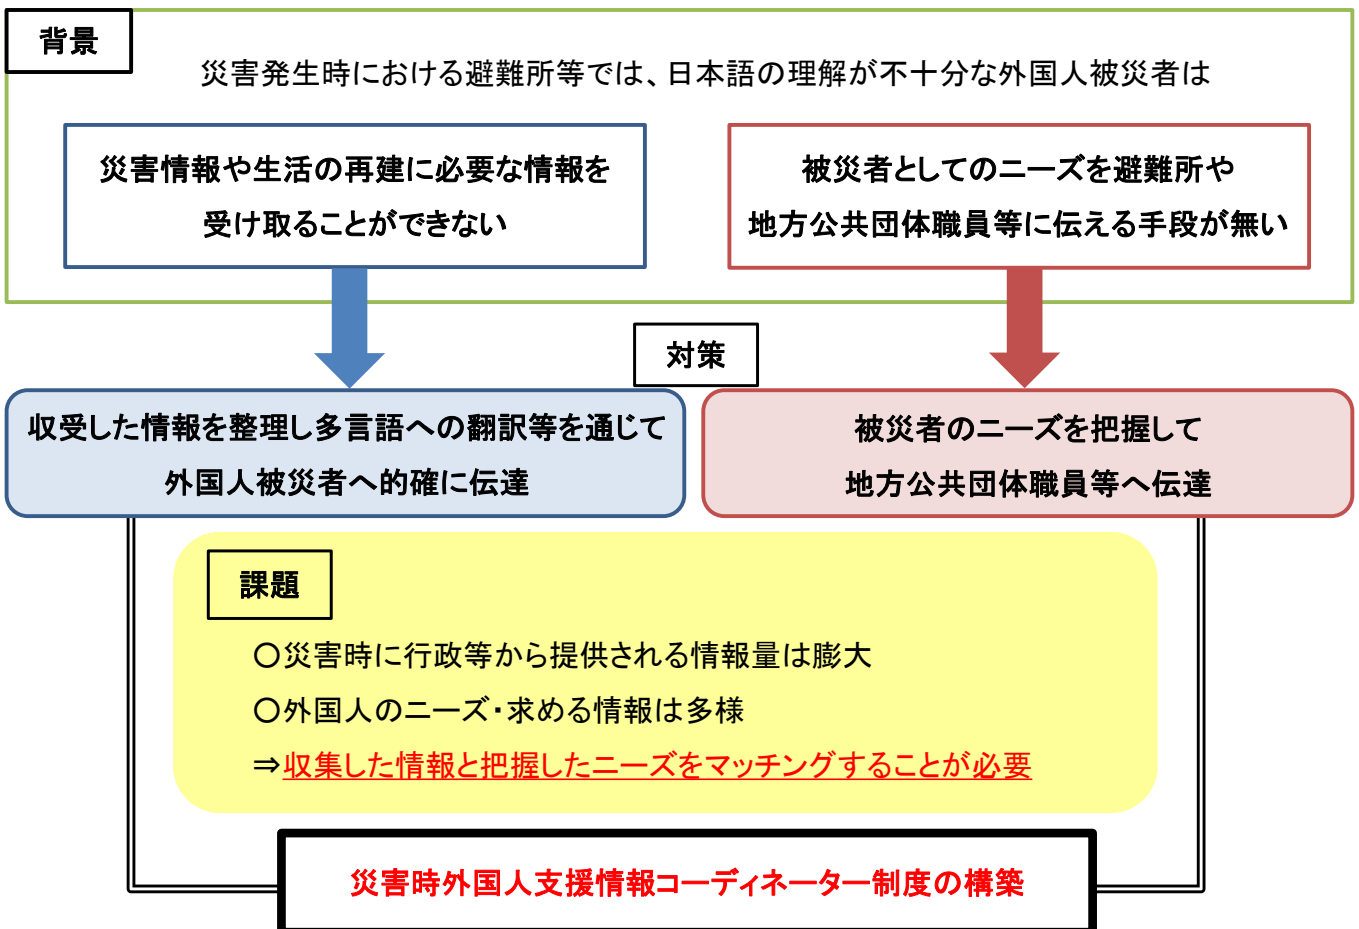 背景
災害発生時における避難所等では、日本語の理解が不十分な外国人被災者は
災害情報や生活の再建に必要な情報を
受け取ることができない
被災者としてのニーズを避難所や
地方公共団体職員等に伝える手段が無い
対策
収受した情報を整理し多言語への翻訳等を通じて
外国人被災者へ的確に伝達
被災者のニーズを把握して
地方公共団体職員等へ伝達
課題
○災害時に行政等から提供される情報量は膨大
○外国人のニーズ・求める情報は多様
⇒収集した情報と把握したニーズをマッチングすることが必要
災害時外国人支援情報コーディネーター制度の構築